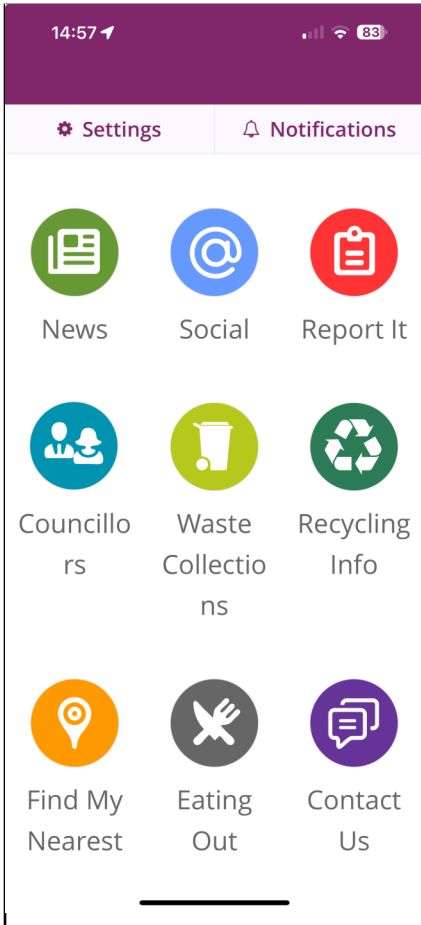 14:57
83
Settings
Notifications
News
Social
Report It
Councillo
rs
Waste
Collectio
ns
Recycling
Info
Find My
Nearest
Eating
Out
Contact
Us